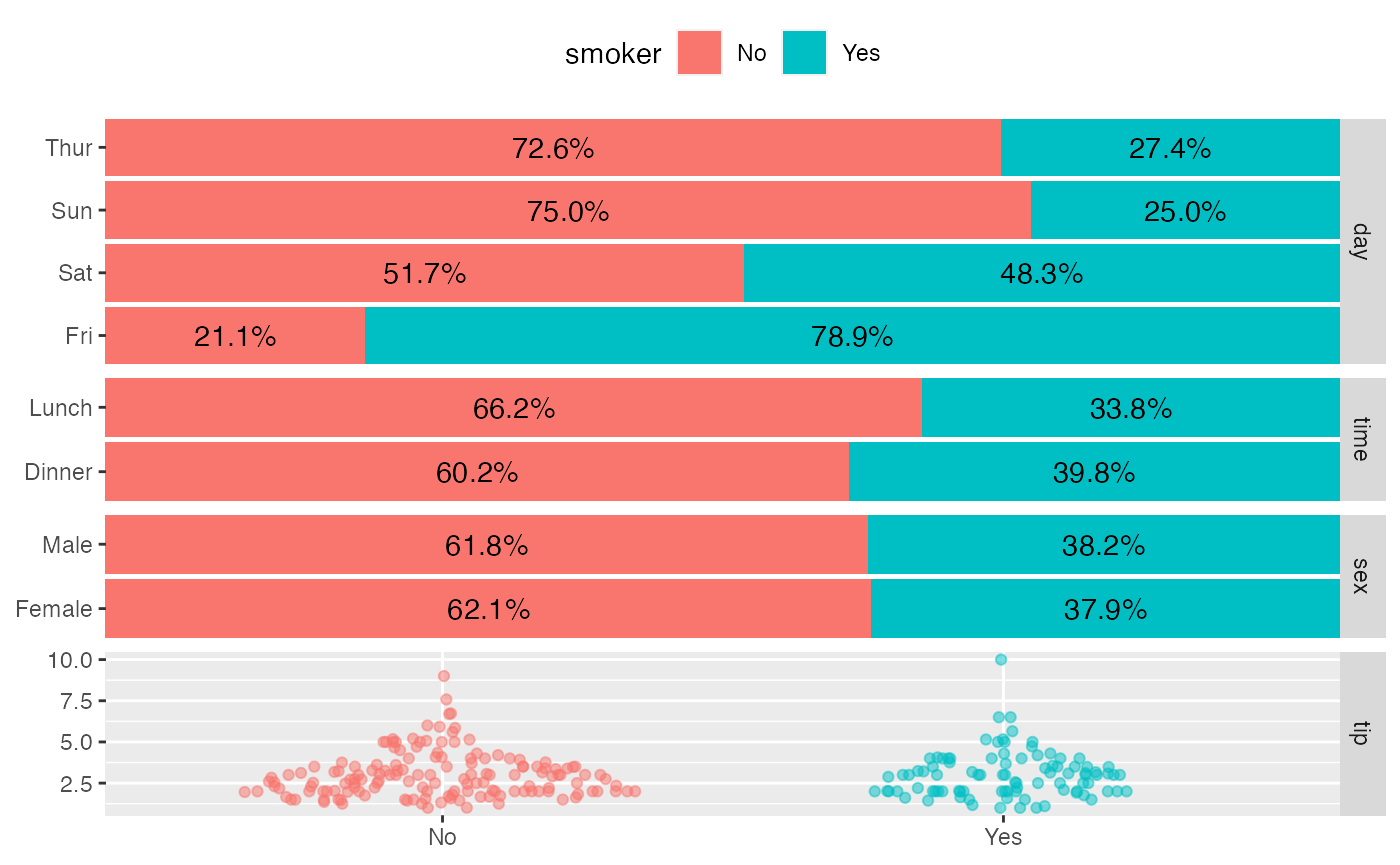 smoker No Yes
Thur 72.6% 27.4%
Sun 75.0% 25.0%
Sat 51.7% 48.3%
Fri 21.1% 78.9%
day
Lunch 66.2% 33.8%
Dinner 60.2% 39.8%
time
Male 61.8% 38.2%
Female 62.1% 37.9%
sex
10.0
7.5
5.0
2.5
tip
No Yes